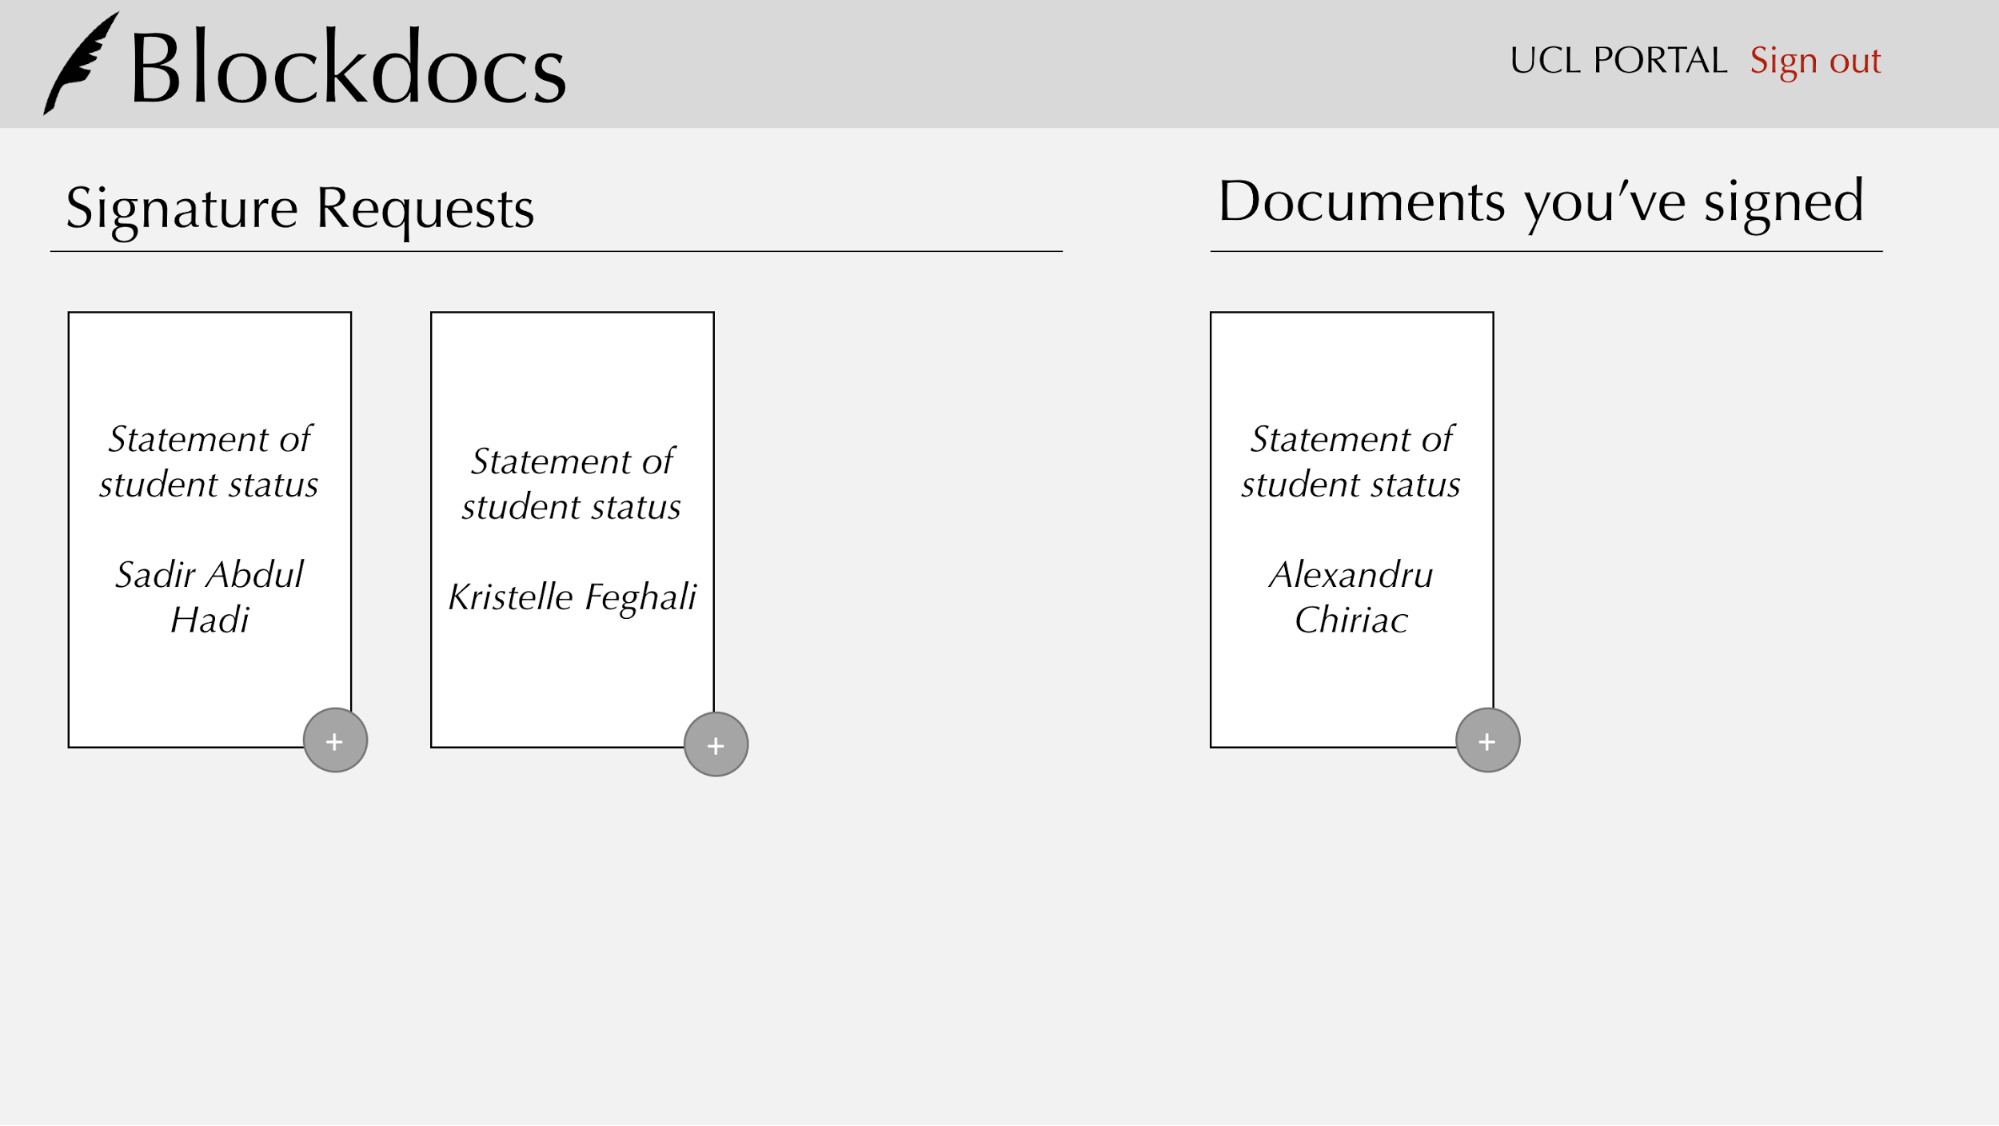 Blockdocs
UCL PORTAL Sign out
Signature Requests
Statement of
student status
Sadir Abdul
Hadi
+
Statement of
student status
Kristelle Feghali
+
Documents you’ve signed
Statement of
student status
Alexandru
Chiriac
+